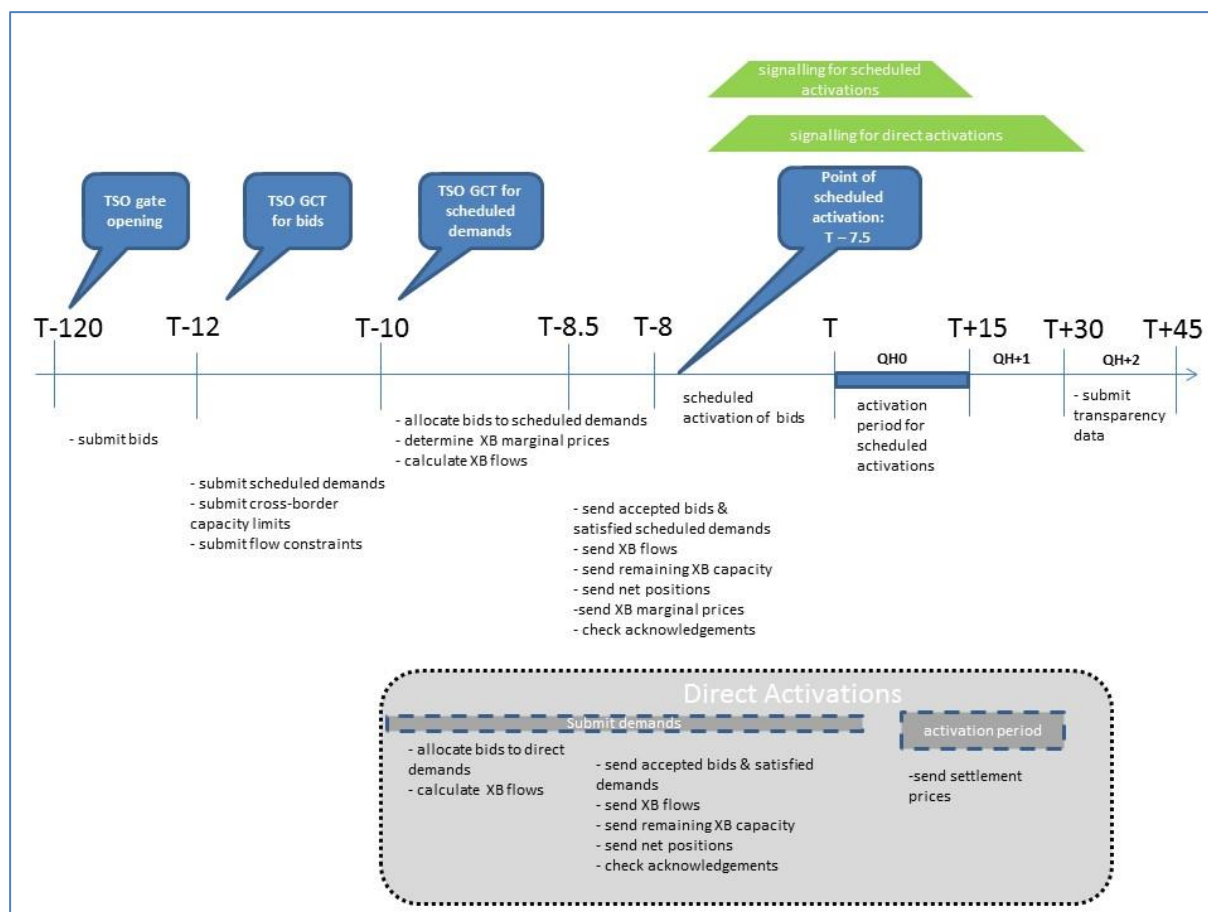 signalling for scheduled
activations
signalling for direct activations
TSO gate
opening
TSO GCT
for bids
TSO GCT for
scheduled
demands
Point of
scheduled
activation:
T – 7.5
T-120
T-12
T-10
T-8.5
T-8
T
T+15
T+30
T+45
QH0
QH+1
QH+2
- submit bids
- submit scheduled demands
- submit cross-border
capacity limits
- submit flow constraints
- allocate bids to scheduled demands
- determine XB marginal prices
- calculate XB flows
- send accepted bids &
satisfied scheduled demands
- send XB flows
- send remaining XB capacity
- send net positions
-send XB marginal prices
- check acknowledgements
scheduled
activation of bids
activation
period for
scheduled
activations
- submit
transparency
data
Direct Activations
Submit demands
activation period
- allocate bids to direct
demands
- calculate XB flows
- send accepted bids & satisfied
demands
- send XB flows
- send remaining XB capacity
- send net positions
- check acknowledgements
-send settlement
prices